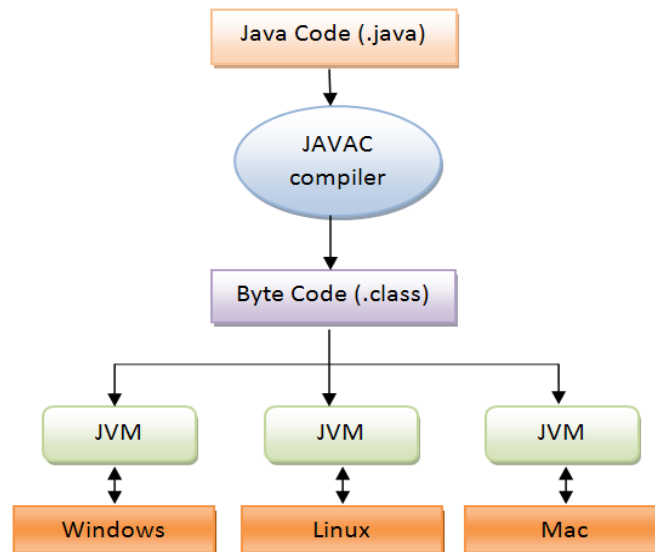 Java Code (.java)
JAVAC
compiler
Byte Code (.class)
JVM
JVM
JVM
Windows
Linux
Mac